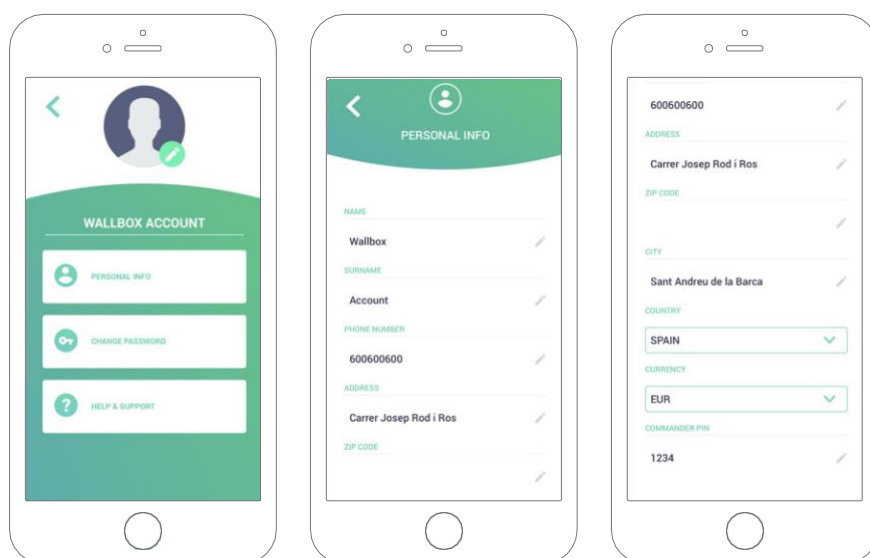 WALLBOX ACCOUNT
PERSONAL INFO
CHANGE PASSWORD
HELP & SUPPORT
PERSONAL INFO
NAME
Wallbox
SURNAME
Account
PHONE NUMBER
600600600
ADDRESS
Carrer Josep Rod i Ros
ZIP CODE
600600600
ADDRESS
Carrer Josep Rod i Ros
ZIP CODE
CITY
Sant Andreu de la Barca
COUNTRY
SPAIN
CURRENCY
EUR
COMMANDER PIN
1234